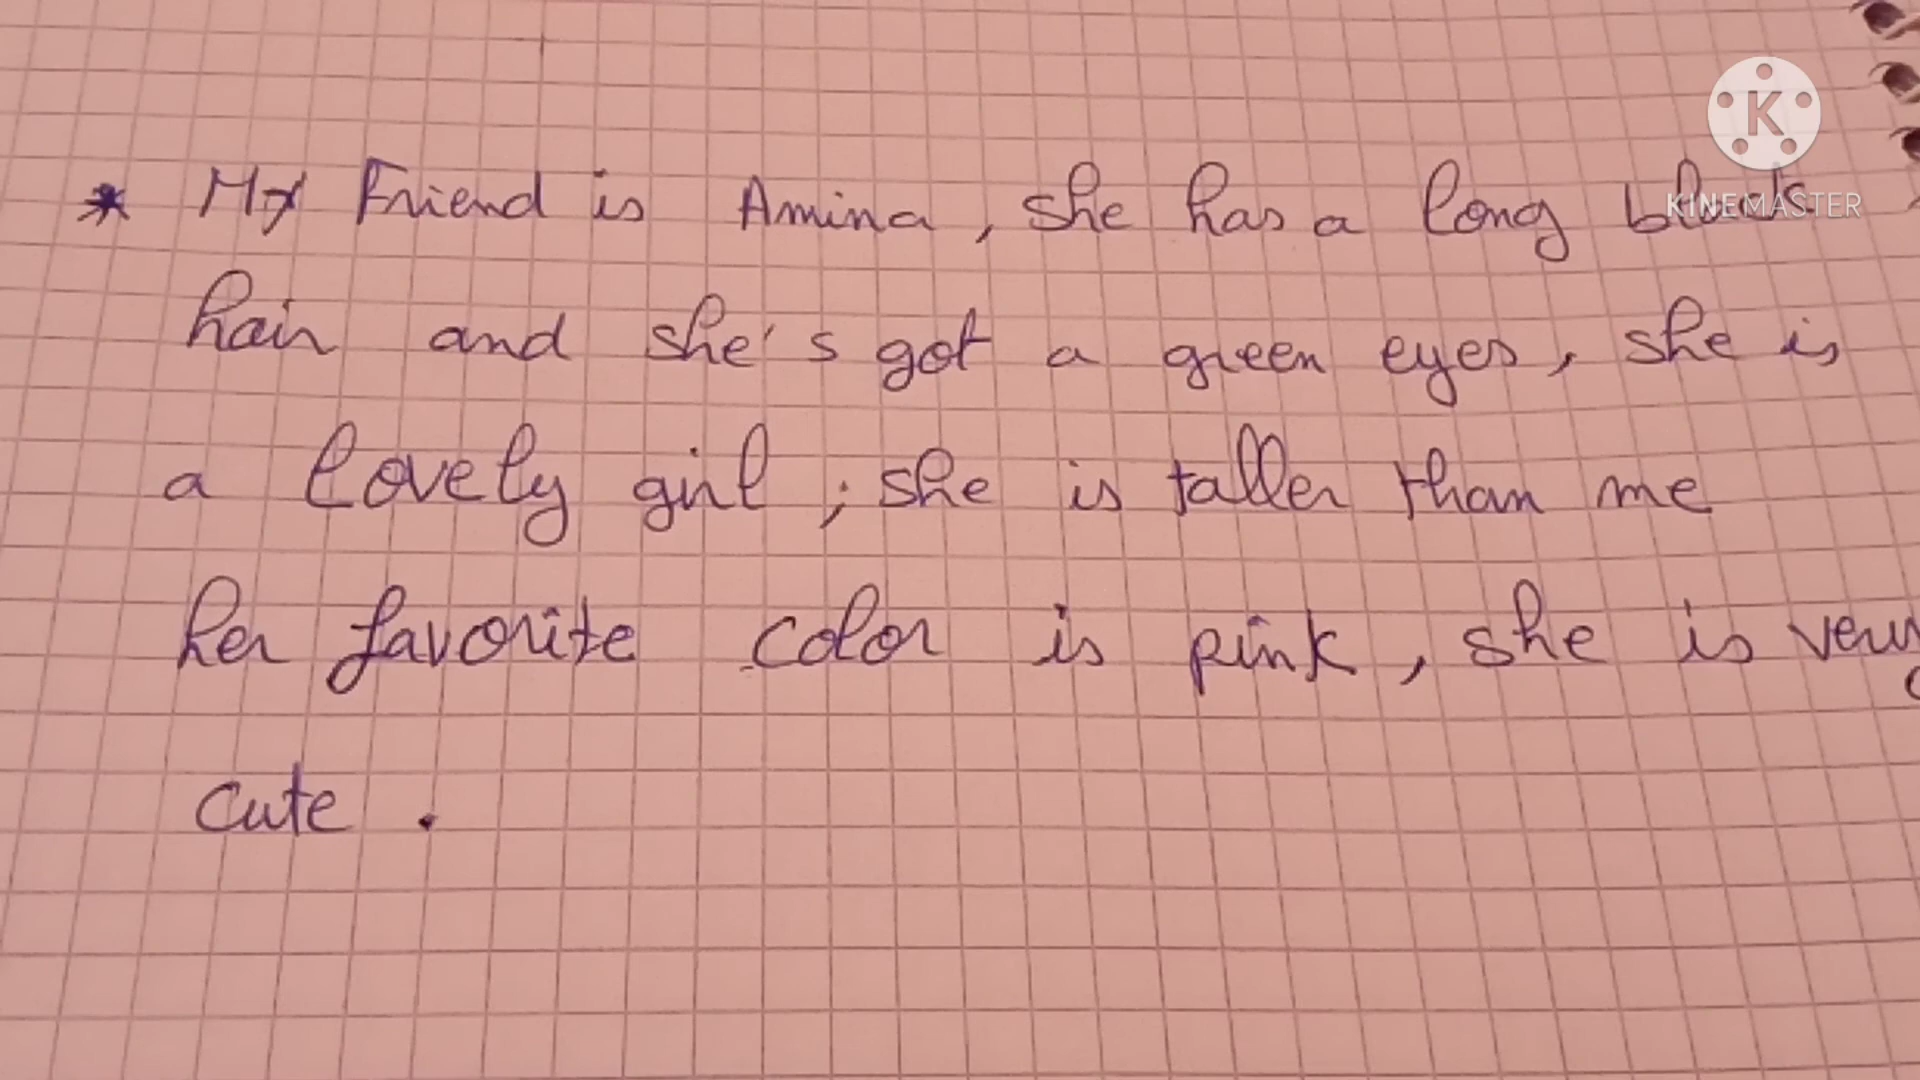 * My Friend is Amina, she has a long black
hair and she's got a green eyes, she is
a lovely girl ; she is taller than me
her favorite color is pink, she is very
cute .
K
KINEMASTER